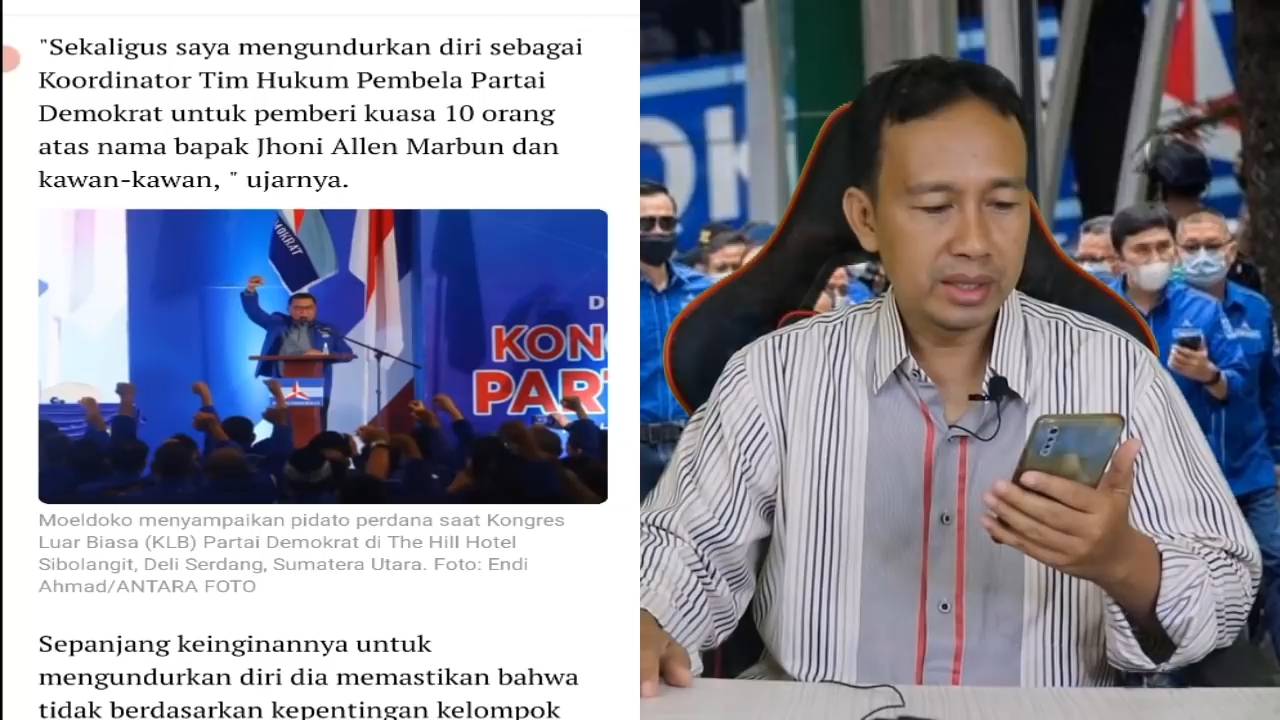 "Sekaligus saya mengundurkan diri sebagai
Koordinator Tim Hukum Pembela Partai
Demokrat untuk pemberi kuasa 10 orang
atas nama bapak Jhoni Allen Marbun dan
kawan-kawan, " ujarnya.
Moeldoko menyampaikan pidato perdana saat Kongres
Luar Biasa (KLB) Partai Demokrat di The Hill Hotel
Sibolangit, Deli Serdang, Sumatera Utara. Foto: Endi
Ahmad/ANTARA FOTO
Sepanjang keinginannya untuk
mengundurkan diri dia memastikan bahwa
tidak berdasarkan kepentingan kelompok